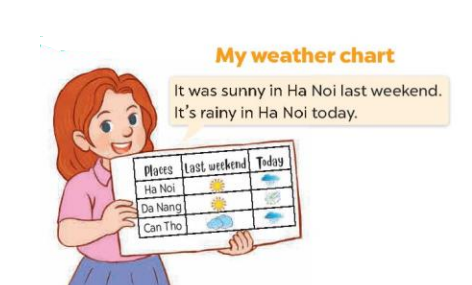 My weather chart
It was sunny in Ha Noi last weekend.
It's rainy in Ha Noi today.
Places Last weekend Today
Ha Noi
Da Nang
Can Tho